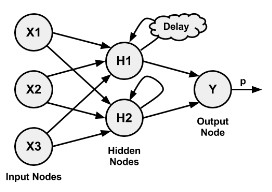 X1
Delay
H1
X2
Y
p
H2
X3
Output
Node
Hidden
Nodes
Input Nodes